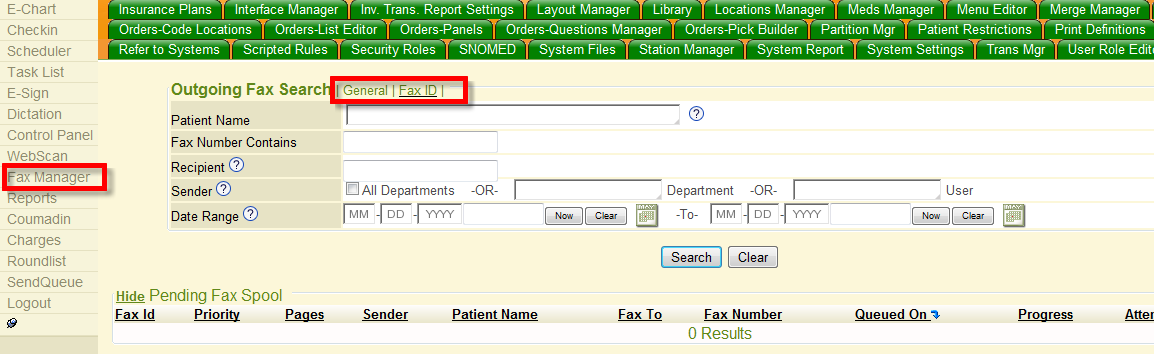 E-Chart
Checkin
Scheduler
Task List
E-Sign
Dictation
Control Panel
WebScan
Fax Manager
Reports
Coumadin
Charges
Roundlist
SendQueue
Logout
Insurance Plans Interface Manager Inv. Trans. Report Settings Layout Manager Library Locations Manager Meds Manager Menu Editor Merge Manager
Orders-Code Locations Orders-List Editor Orders-Panels Orders-Questions Manager Orders-Pick Builder Partition Mgr Patient Restrictions Print Definitions
Refer to Systems Scripted Rules Security Roles SNOMED System Files Station Manager System Report System Settings Trans Mgr User Role Edit
Outgoing Fax Search | General | Fax ID |
Patient Name ?
Fax Number Contains
Recipient ?
Sender ? All Departments -OR- Department -OR- User
Date Range ? MM - DD - YYYY Now Clear -To- MM - DD - YYYY Now Clear
Search Clear
Hide Pending Fax Spool
Fax Id Priority Pages Sender Patient Name Fax To Fax Number Queued On Progress Atte
0 Results